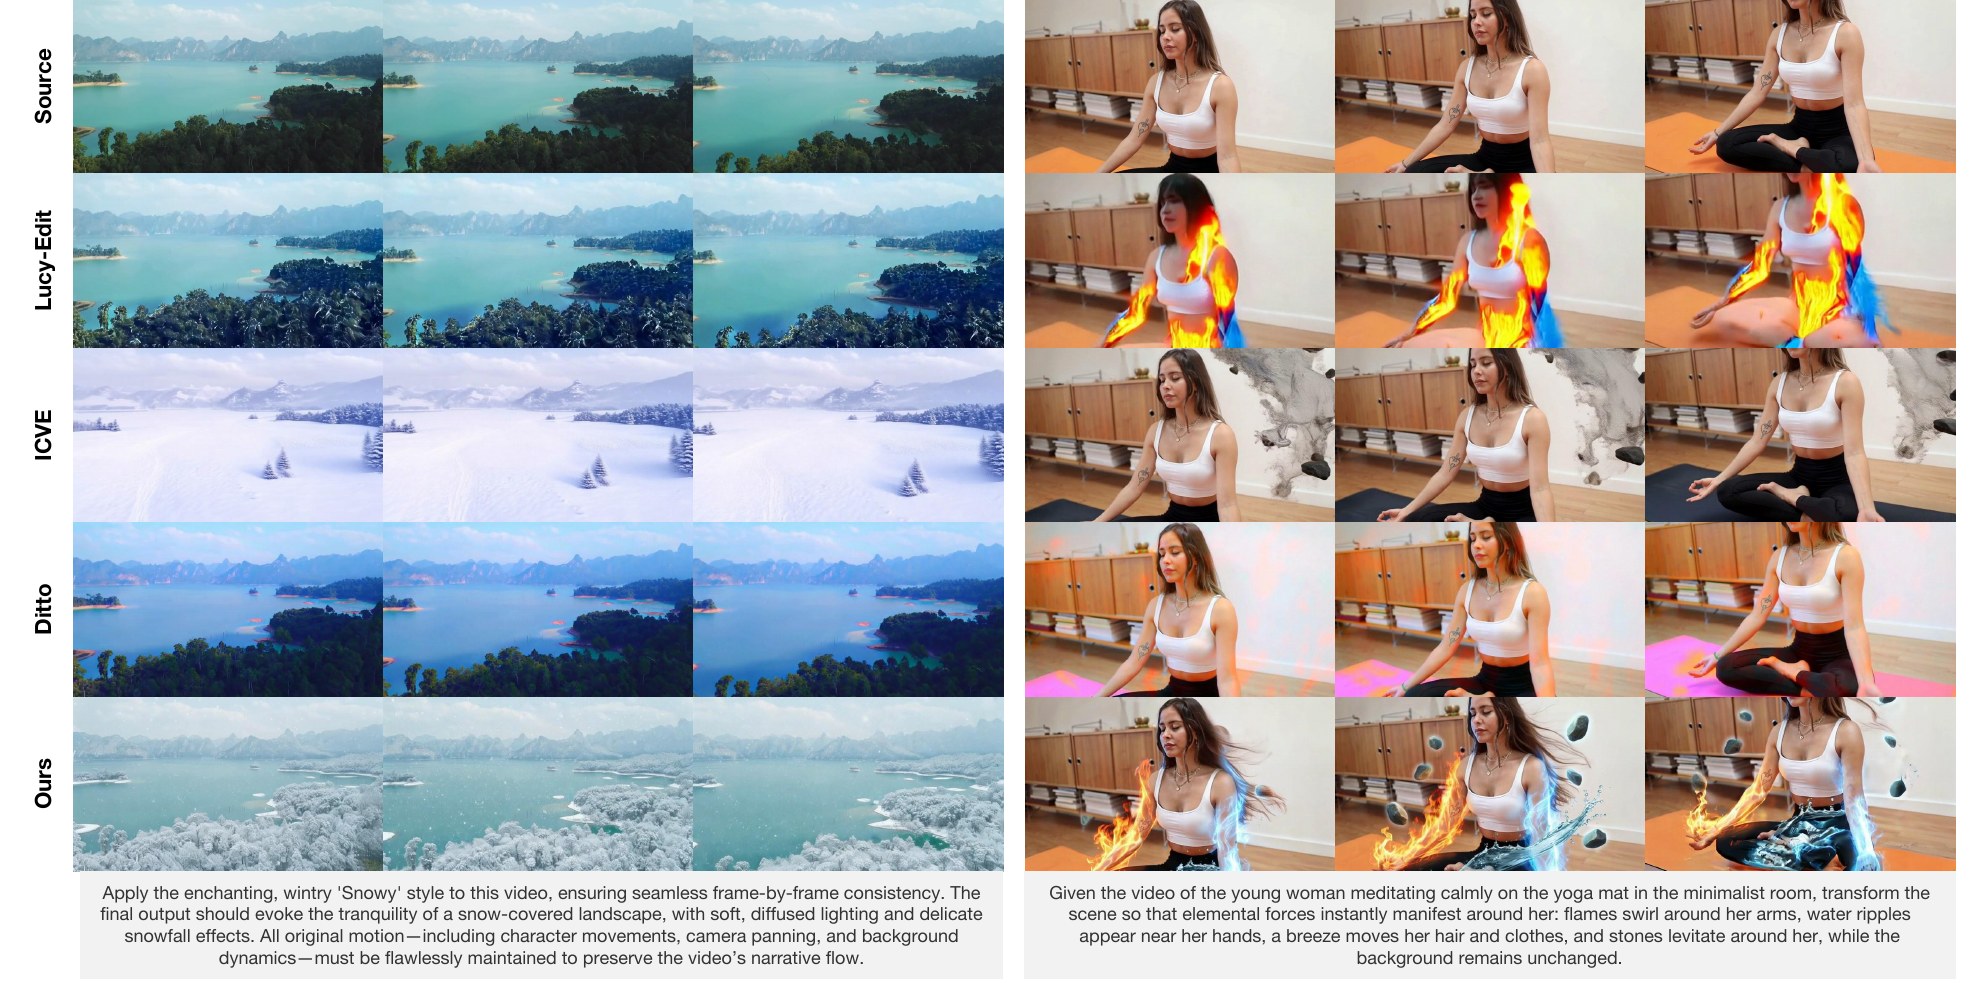 Source
Lucy-Edit
ICVE
Ditto
Ours
Apply the enchanting, wintry 'Snowy' style to this video, ensuring seamless frame-by-frame consistency. The
final output should evoke the tranquility of a snow-covered landscape, with soft, diffused lighting and delicate
snowfall effects. All original motion—including character movements, camera panning, and background
dynamics—must be flawlessly maintained to preserve the video’s narrative flow.
Given the video of the young woman meditating calmly on the yoga mat in the minimalist room, transform the
scene so that elemental forces instantly manifest around her: flames swirl around her arms, water ripples
appear near her hands, a breeze moves her hair and clothes, and stones levitate around her, while the
background remains unchanged.